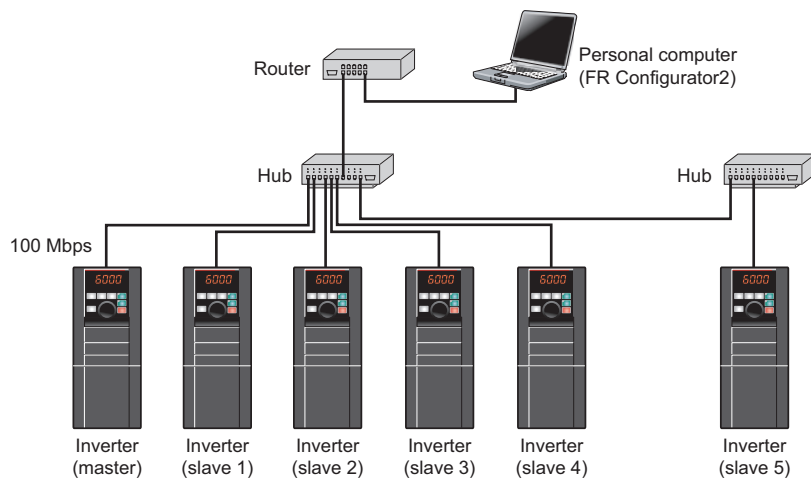 Router
Personal computer
(FR Configurator2)
Hub
Hub
100 Mbps
6000
6000
6000
6000
6000
6000
Inverter
(master)
Inverter
(slave 1)
Inverter
(slave 2)
Inverter
(slave 3)
Inverter
(slave 4)
Inverter
(slave 5)